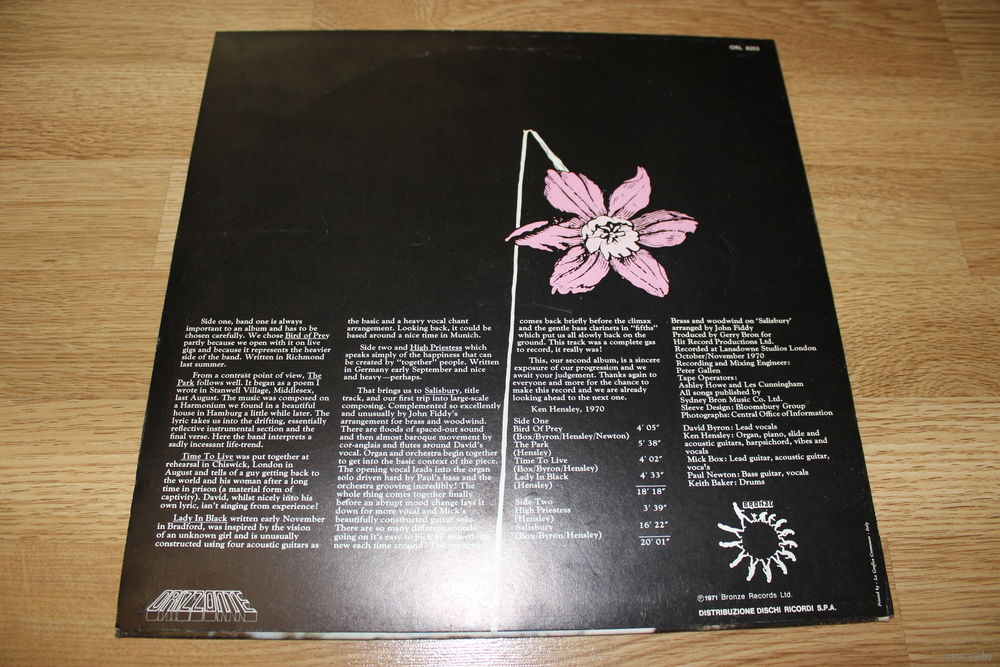 ORL 8203
Side one, band one is always
important to an album and has to be
chosen carefully. We chose Bird of Prey
partly because we open with it on live
gigs and because it represents the heavier
side of the band. Written in Richmond
last summer.
From a contrast point of view, The
Park follows well. It began as a poem I
wrote in Stanwell Village, Middlesex,
last August. The music was composed on
a Harmonium we found in a beautiful
house in Hamburg a little while later. The
lyric takes us into the drifting, essentially
reflective instrumental section and the
final verse. Here the band interprets a
sadly incessant life-trend.
Time To Live was put together at
rehearsal in Chiswick, London in
August and tells of a guy getting back to
the world and his woman after a long
time in prison (a material form of
captivity). David, whilst nicely into his
own lyric, isn't singing from experience!
Lady In Black written early November
in Bradford, was inspired by the vision
of an unknown girl and is unusually
constructed using four acoustic guitars as
the basic and a heavy vocal chant
arrangement. Looking back, it could be
based around a nice time in Munich.
Side two and High Priestess which
speaks simply of the happiness that can
be created by "together" people. Written
in Germany early September and nice
and heavy—perhaps.
That brings us to Salisbury, title
track, and our first trip into large-scale
composing. Complemented so excellently
and unusually by John Fiddy's
arrangement for brass and woodwind.
There are floods of spaced-out sound
and then almost baroque movement by
cor-anglais and flutes around David's
vocal. Organ and orchestra begin together
to get into the basic context of the piece.
The opening vocal leads into the organ
solo driven hard by Paul's bass and the
orchestra grooving incredibly! The
whole thing comes together finally
before an abrupt mood change lays it
down for more vocal and Mick's
beautifully constructed guitar solo.
There are so many different attitudes
going on it's easy to pick up something
new each time around! The opening
comes back briefly before the climax
and the gentle bass clarinets in "fifths"
which put us all slowly back on the
ground. This track was a complete gas
to record, it really was!
This, our second album, is a sincere
exposure of our progression and we
await your judgement. Thanks again to
everyone and more for the chance to
make this record and we are already
looking ahead to the next one.
Ken Hensley, 1970
Side One
Bird Of Prey 4' 05"
(Box/Byron/Hensley/Newton)
The Park 5' 38"
(Hensley)
Time To Live 4' 02"
(Box/Byron/Hensley)
Lady In Black 4' 33"
(Hensley)
18' 18"
Side Two
High Priestess 3' 39"
(Hensley)
Salisbury 16' 22"
(Box/Byron/Hensley)
20' 01"
Brass and woodwind on 'Salisbury'
arranged by John Fiddy
Produced by Gerry Bron for
Hit Record Productions Ltd.
Recorded at Lansdowne Studios London
October/November 1970
Recording and Mixing Engineer:
Peter Gallen
Tape Operators:
Ashley Howe and Les Cunningham
All songs published by
Sydney Bron Music Co. Ltd.
Sleeve Design: Bloomsbury Group
Photographs: Central Office of Information
David Byron: Lead vocals
Ken Hensley: Organ, piano, slide and
acoustic guitars, harpsichord, vibes and
vocals
Mick Box: Lead guitar, acoustic guitar,
vocals
Paul Newton: Bass guitar, vocals
Keith Baker: Drums
BRONZE
℗1971 Bronze Records Ltd.
DISTRIBUZIONE DISCHI RICORDI S.P.A.
ORIZZONTE